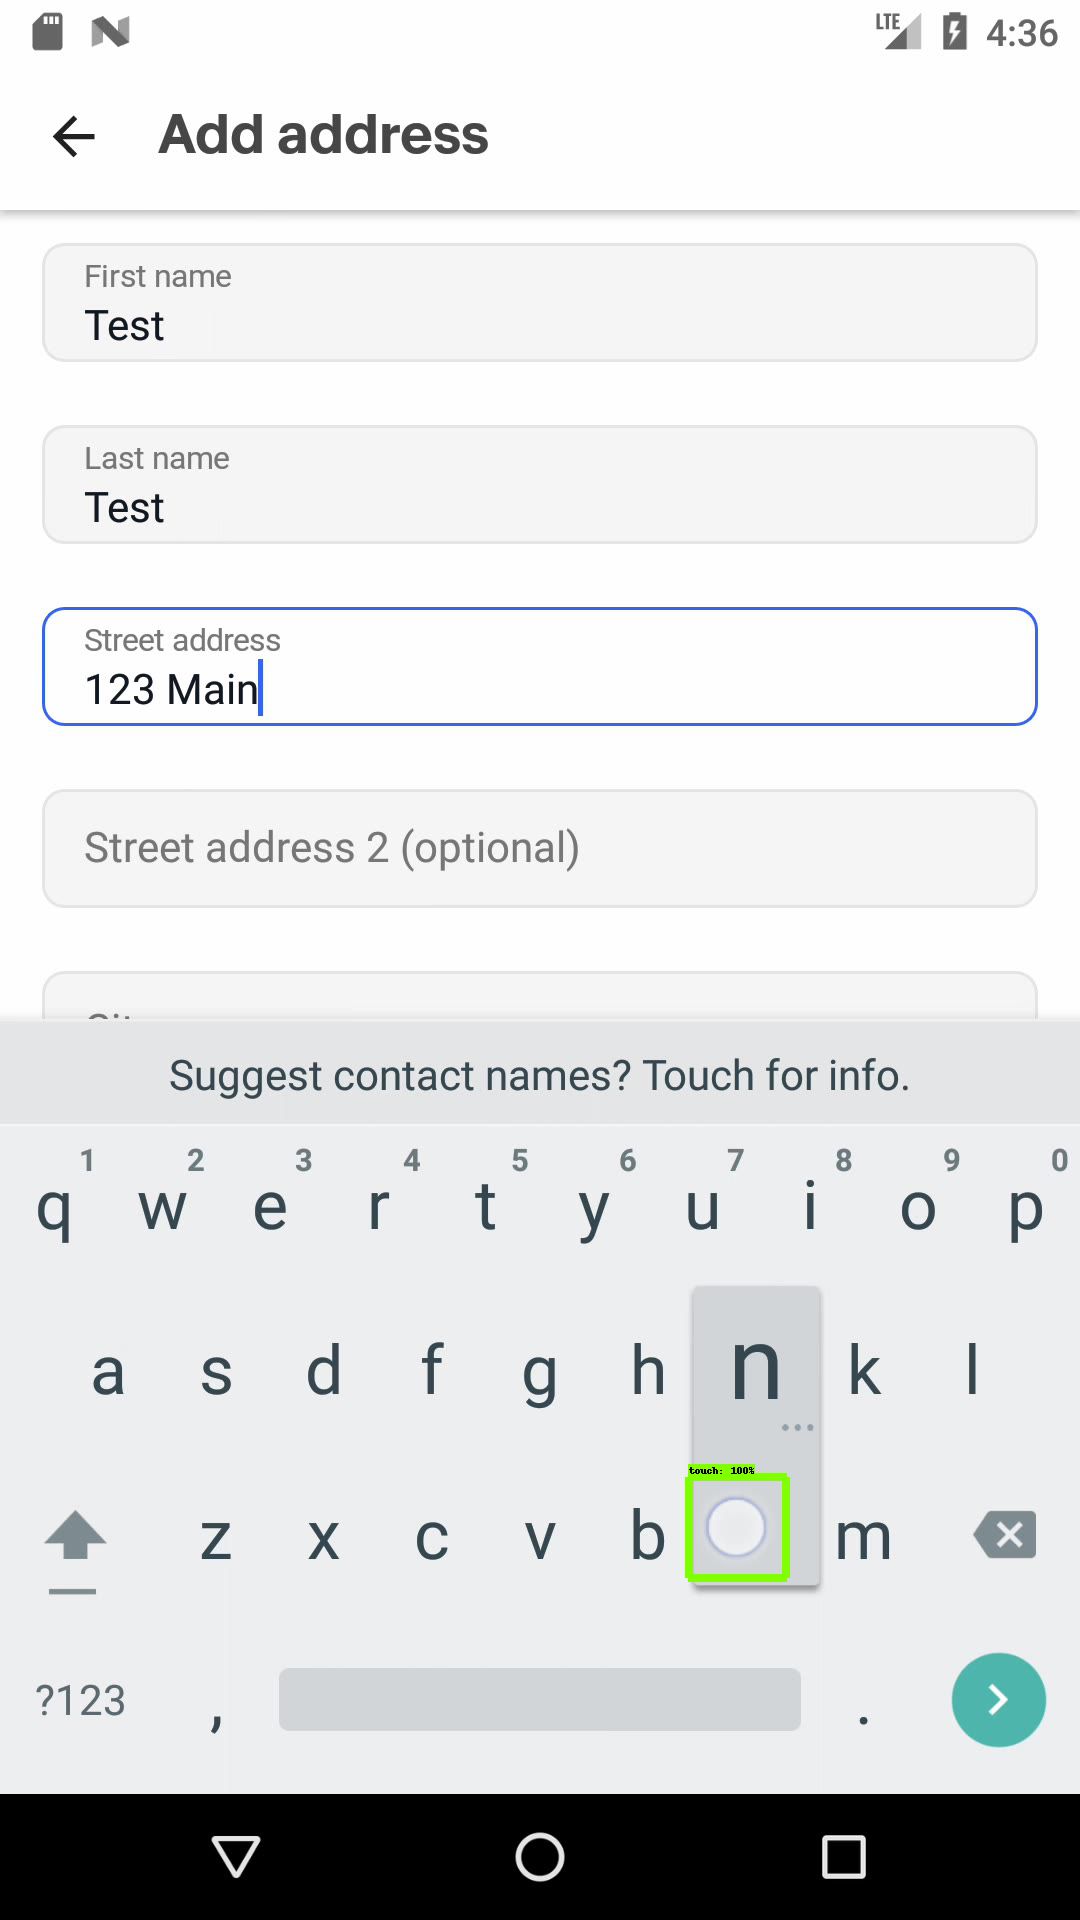 LTE 4:36
Add address
First name
Test
Last name
Test
Street address
123 Main
Street address 2 (optional)
Suggest contact names? Touch for info.
1 2 3 4 5 6 7 8 9 0
q w e r t y u i o p
a s d f g h n k l
touch: 100%
z x c v b m
?123 , .